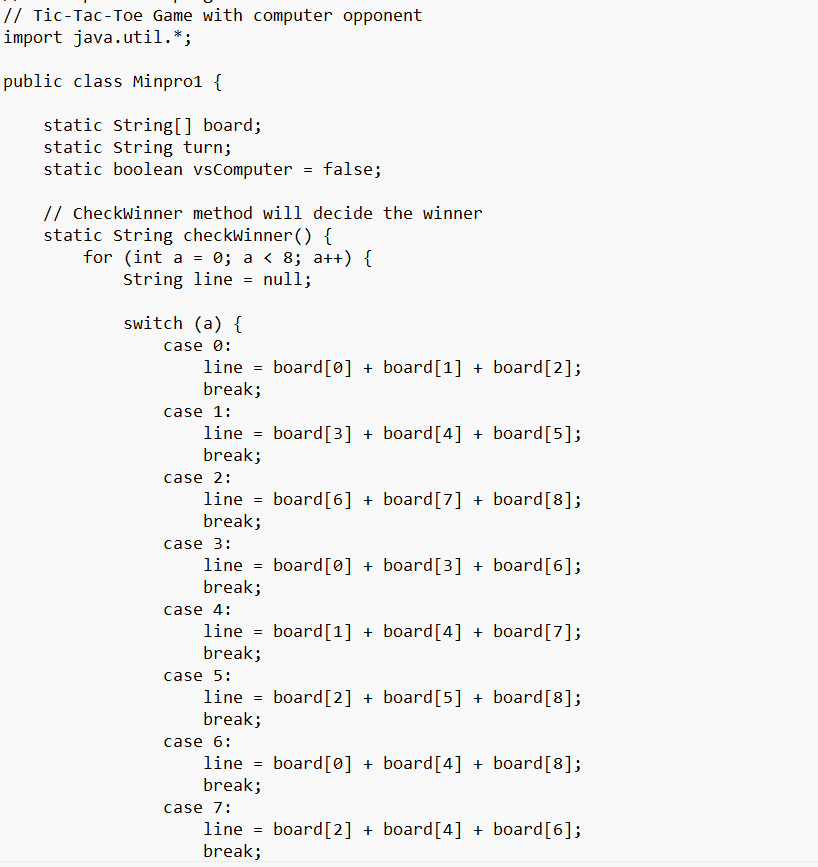 // Tic-Tac-Toe Game with computer opponent
import java.util.*;

public class Minpro1 {

    static String[] board;
    static String turn;
    static boolean vsComputer = false;

    // CheckWinner method will decide the winner
    static String checkWinner() {
        for (int a = 0; a < 8; a++) {
            String line = null;

            switch (a) {
                case 0:
                    line = board[0] + board[1] + board[2];
                    break;
                case 1:
                    line = board[3] + board[4] + board[5];
                    break;
                case 2:
                    line = board[6] + board[7] + board[8];
                    break;
                case 3:
                    line = board[0] + board[3] + board[6];
                    break;
                case 4:
                    line = board[1] + board[4] + board[7];
                    break;
                case 5:
                    line = board[2] + board[5] + board[8];
                    break;
                case 6:
                    line = board[0] + board[4] + board[8];
                    break;
                case 7:
                    line = board[2] + board[4] + board[6];
                    break;